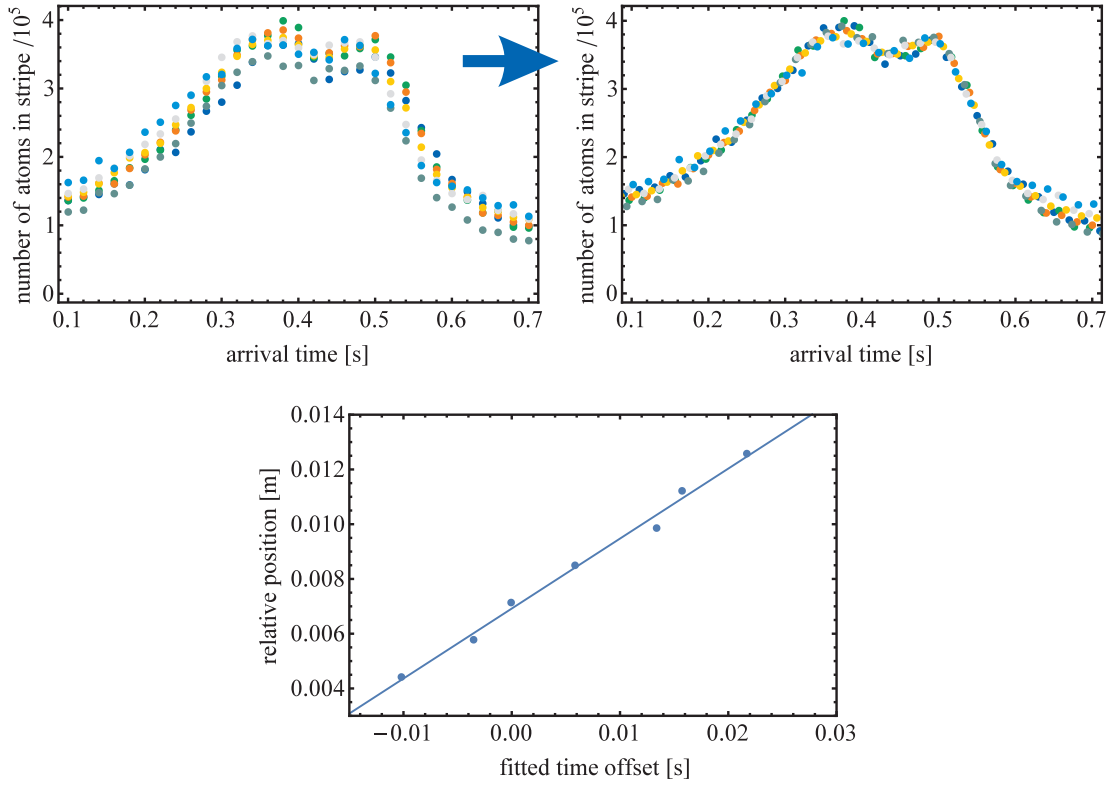 number of atoms in stripe /10⁵
4
3
2
1
0
0.1 0.2 0.3 0.4 0.5 0.6 0.7
arrival time [s]
number of atoms in stripe /10⁵
4
3
2
1
0
0.1 0.2 0.3 0.4 0.5 0.6 0.7
arrival time [s]
relative position [m]
0.014
0.012
0.010
0.008
0.006
0.004
−0.01 0.00 0.01 0.02 0.03
fitted time offset [s]